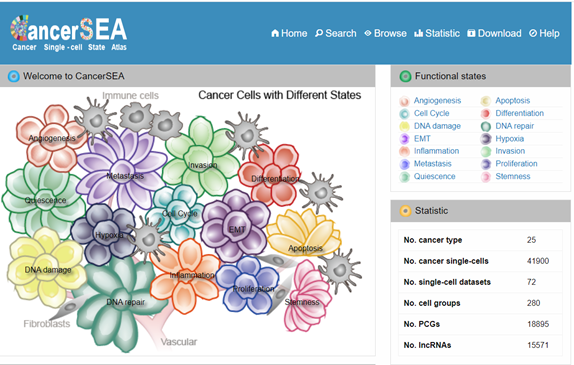 CancerSEA
Cancer Single - cell State Atlas
Home Search Browse Statistic Download Help
Welcome to CancerSEA
Immune cells
Cancer Cells with Different States
Angiogenesis
Metastasis
Invasion
Differentiation
Quiescence
Cell Cycle
Hypoxia
EMT
Apoptosis
DNA damage
Inflammation
Proliferation
DNA repair
Stemness
Fibroblasts
Vascular
Functional states
Angiogenesis Apoptosis
Cell Cycle Differentiation
DNA damage DNA repair
EMT Hypoxia
Inflammation Invasion
Metastasis Proliferation
Quiescence Stemness
Statistic
No. cancer type 25
No. cancer single-cells 41900
No. single-cell datasets 72
No. cell groups 280
No. PCGs 18895
No. lncRNAs 15571